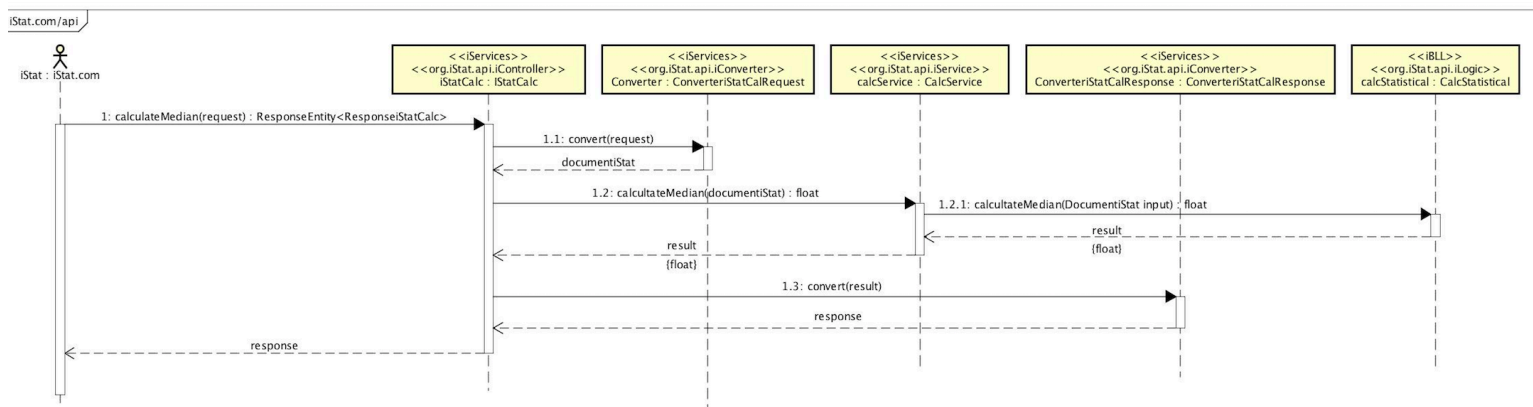 iStat.com/api
iStat : iStat.com
<<iServices>>
<<org.iStat.api.iController>>
iStatCalc : IStatCalc
<<iServices>>
<<org.iStat.api.iConverter>>
Converter : ConverteriStatCalRequest
<<iServices>>
<<org.iStat.api.iService>>
calcService : CalcService
<<iServices>>
<<org.iStat.api.iConverter>>
ConverteriStatCalResponse : ConverteriStatCalResponse
<<iBLL>>
<<org.iStat.api.iLogic>>
calcStatistical : CalcStatistical
1: calculateMedian(request) : ResponseEntity<ResponseiStatCalc>
1.1: convert(request)
documentiStat
1.2: calcultateMedian(documentiStat) : float
1.2.1: calcultateMedian(DocumentiStat input) : float
result
{float}
result
{float}
1.3: convert(result)
response
response